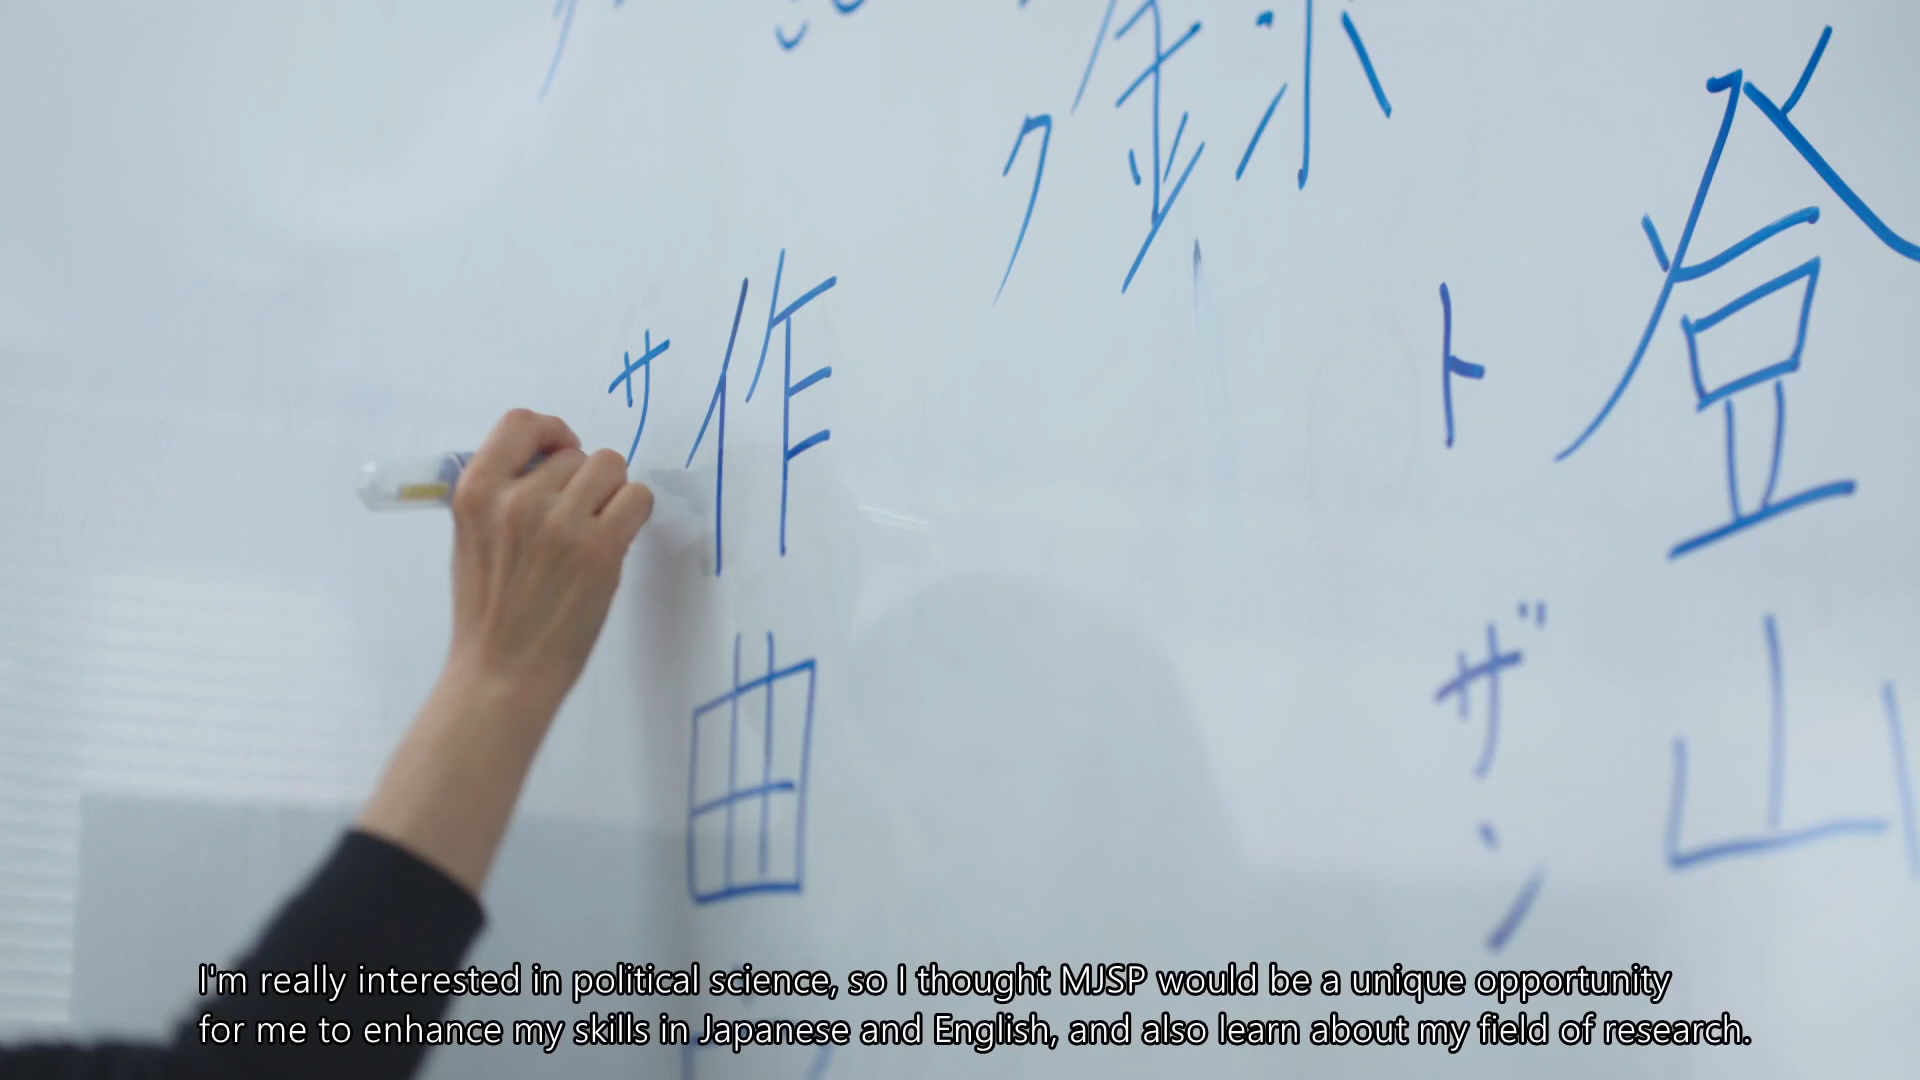 登山
トザン
録
ク
作曲
サ
I'm really interested in political science, so I thought MJSP would be a unique opportunity
for me to enhance my skills in Japanese and English, and also learn about my field of research.